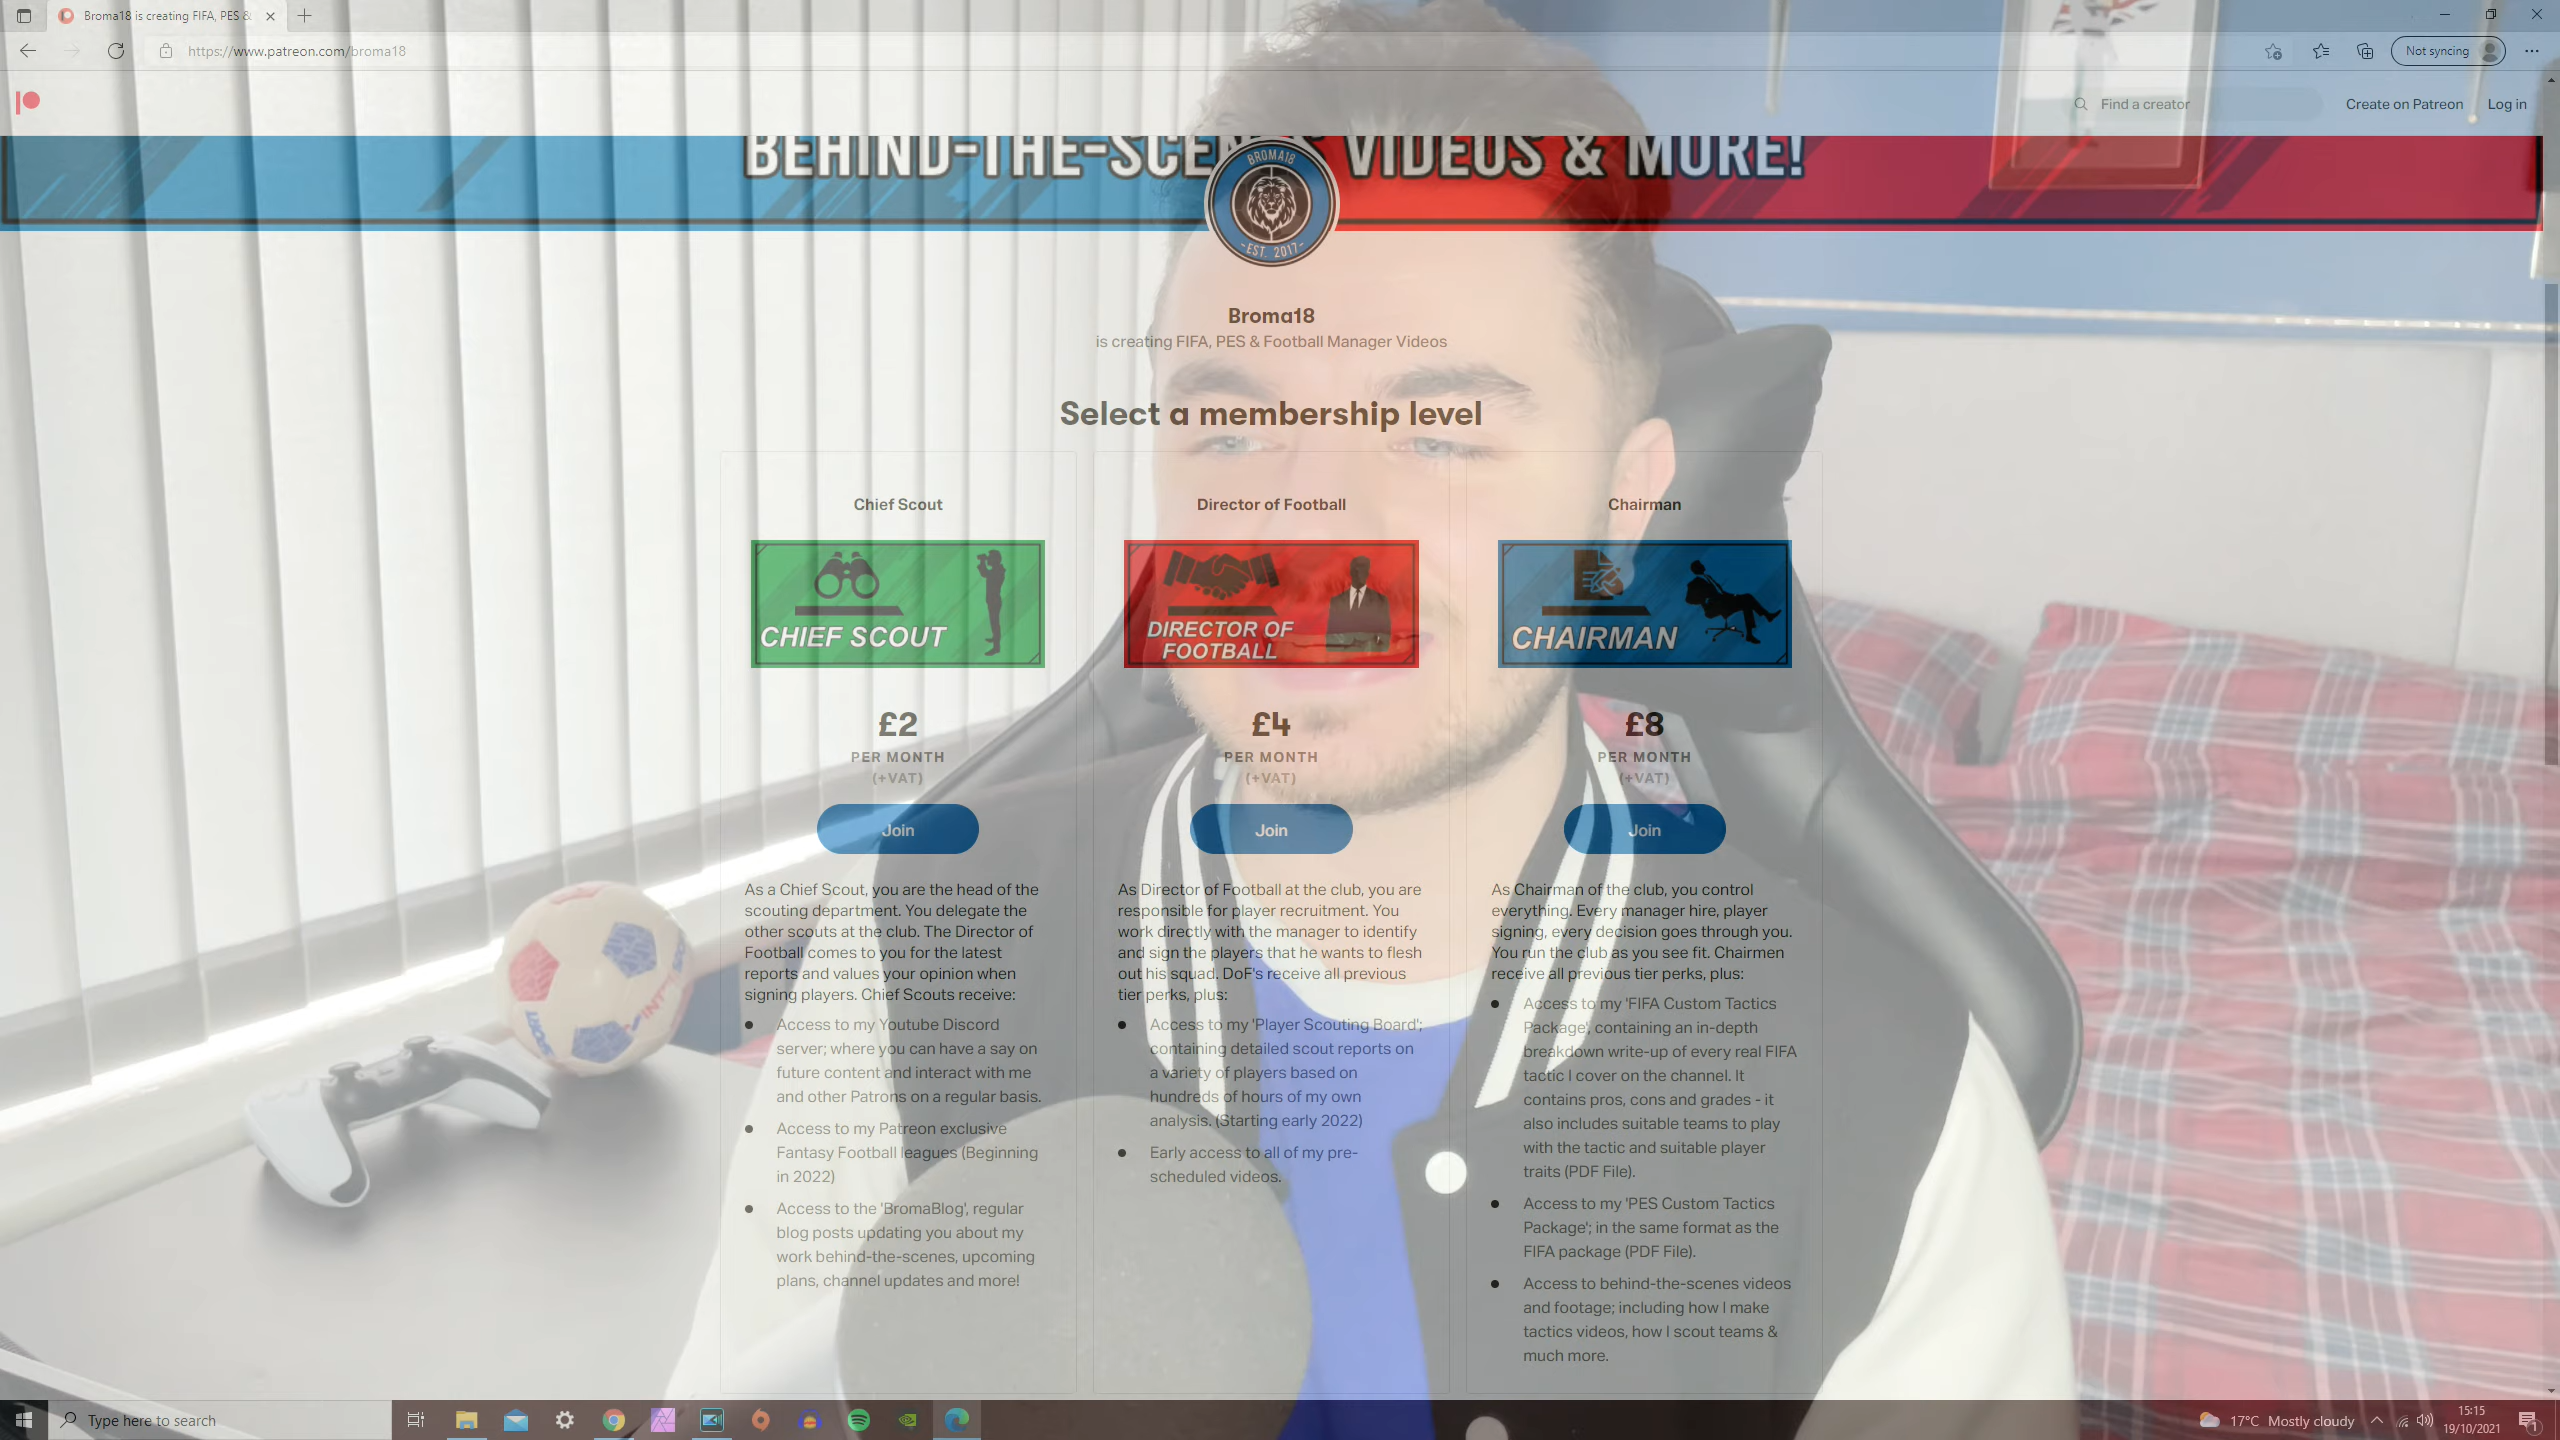 Broma18 is creating FIFA, PES &
https://www.patreon.com/broma18
Not syncing
Find a creator
Create on Patreon
Log in
BEHIND-THE-SCENES VIDEOS & MORE!
BROMA18
-EST. 2017-
Broma18
is creating FIFA, PES & Football Manager Videos
Select a membership level
Chief Scout
CHIEF SCOUT
£2
PER MONTH
(+VAT)
Join
As a Chief Scout, you are the head of the
scouting department. You delegate the
other scouts at the club. The Director of
Football comes to you for the latest
reports and values your opinion when
signing players. Chief Scouts receive:
Access to my Youtube Discord
server; where you can have a say on
future content and interact with me
and other Patrons on a regular basis.
Access to my Patreon exclusive
Fantasy Football leagues (Beginning
in 2022)
Access to the 'BromaBlog', regular
blog posts updating you about my
work behind-the-scenes, upcoming
plans, channel updates and more!
Director of Football
DIRECTOR OF
FOOTBALL
£4
PER MONTH
(+VAT)
Join
As Director of Football at the club, you are
responsible for player recruitment. You
work directly with the manager to identify
and sign the players that he wants to flesh
out his squad. DoF's receive all previous
tier perks, plus:
Access to my 'Player Scouting Board';
containing detailed scout reports on
a variety of players based on
hundreds of hours of my own
analysis. (Starting early 2022)
Early access to all of my pre-
scheduled videos.
Chairman
CHAIRMAN
£8
PER MONTH
(+VAT)
Join
As Chairman of the club, you control
everything. Every manager hire, player
signing, every decision goes through you.
You run the club as you see fit. Chairmen
receive all previous tier perks, plus:
Access to my 'FIFA Custom Tactics
Package', containing an in-depth
breakdown write-up of every real FIFA
tactic I cover on the channel. It
contains pros, cons and grades - it
also includes suitable teams to play
with the tactic and suitable player
traits (PDF File).
Access to my 'PES Custom Tactics
Package'; in the same format as the
FIFA package (PDF File).
Access to behind-the-scenes videos
and footage; including how I make
tactics videos, how I scout teams &
much more.
Type here to search
17°C Mostly cloudy
15:15
19/10/2021
1